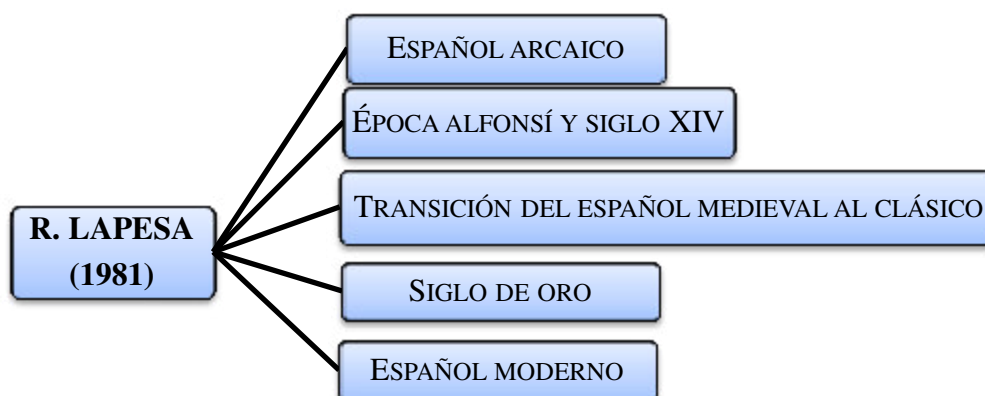 ESPAÑOL ARCAICO
ÉPOCA ALFONSÍ Y SIGLO XIV
TRANSICIÓN DEL ESPAÑOL MEDIEVAL AL CLÁSICO
R. LAPESA
(1981)
SIGLO DE ORO
ESPAÑOL MODERNO